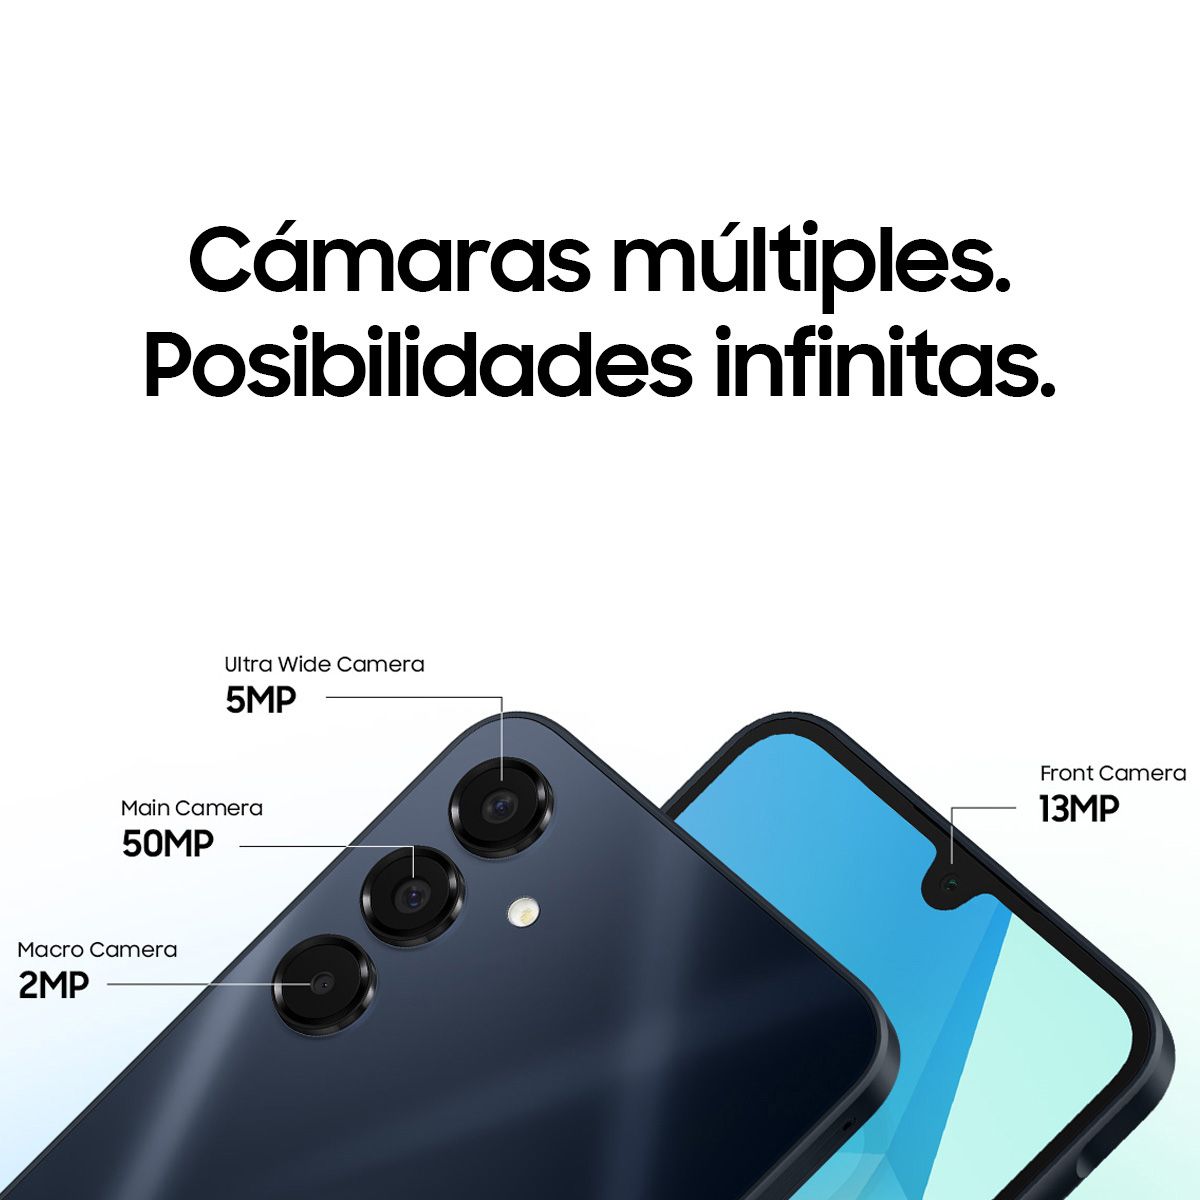 Cámaras múltiples.
Posibilidades infinitas.
Ultra Wide Camera
5MP
Main Camera
50MP
Macro Camera
2MP
Front Camera
13MP